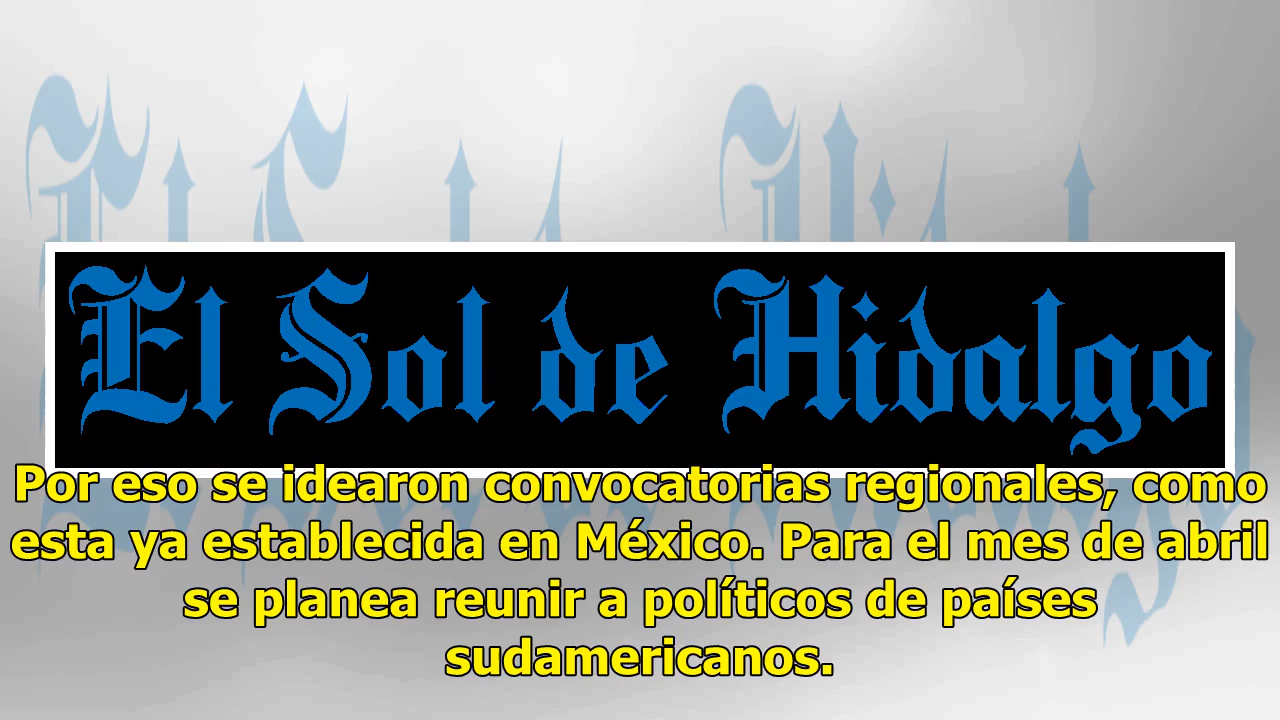 El Sol de Hidalgo
Por eso se idearon convocatorias regionales, como
esta ya establecida en México. Para el mes de abril
se planea reunir a políticos de países
sudamericanos.